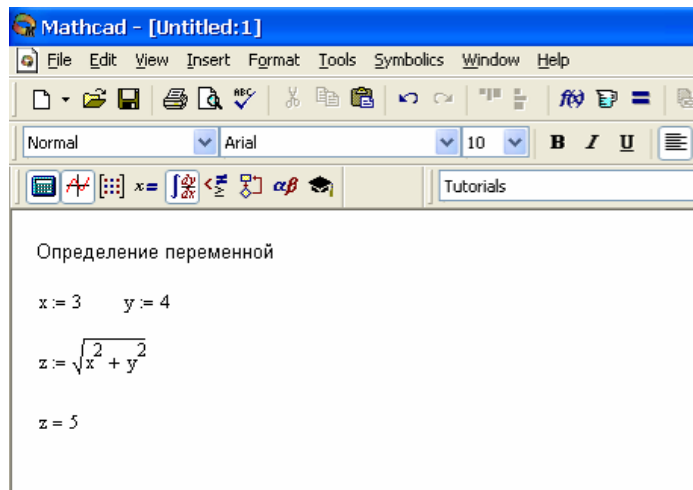 Mathcad - [Untitled:1]
File Edit View Insert Format Tools Symbolics Window Help
Normal Arial 10 B I U
Tutorials
Определение переменной
x := 3 y := 4
z := √(x² + y²)
z = 5